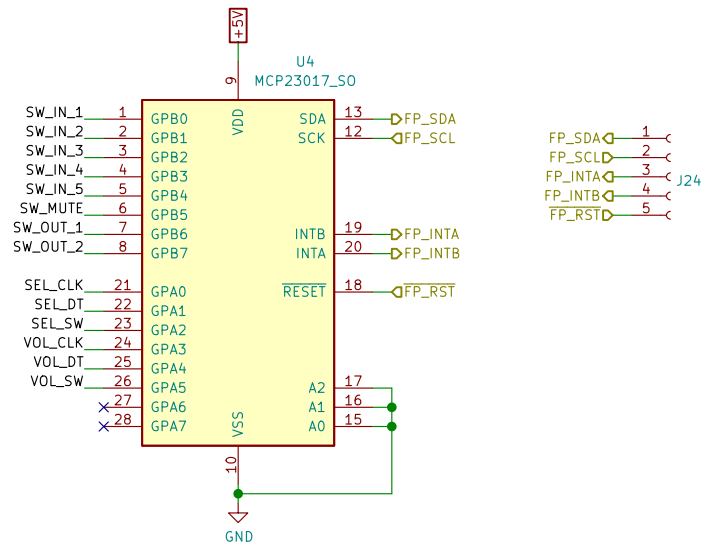 +5V
U4
MCP23017_SO
9
VDD
SW_IN_1 1 GPB0 SDA 13 FP_SDA
SW_IN_2 2 GPB1 SCK 12 FP_SCL
SW_IN_3 3 GPB2
SW_IN_4 4 GPB3
SW_IN_5 5 GPB4
SW_MUTE 6 GPB5
SW_OUT_1 7 GPB6 INTB 19 FP_INTA
SW_OUT_2 8 GPB7 INTA 20 FP_INTB
SEL_CLK 21 GPA0 RESET 18 FP_RST
SEL_DT 22 GPA1
SEL_SW 23 GPA2
VOL_CLK 24 GPA3
VOL_DT 25 GPA4
VOL_SW 26 GPA5 A2 17
27 GPA6 A1 16
28 GPA7 A0 15
VSS
10
GND
FP_SDA 1
FP_SCL 2
FP_INTA 3
J24
FP_INTB 4
FP_RST 5